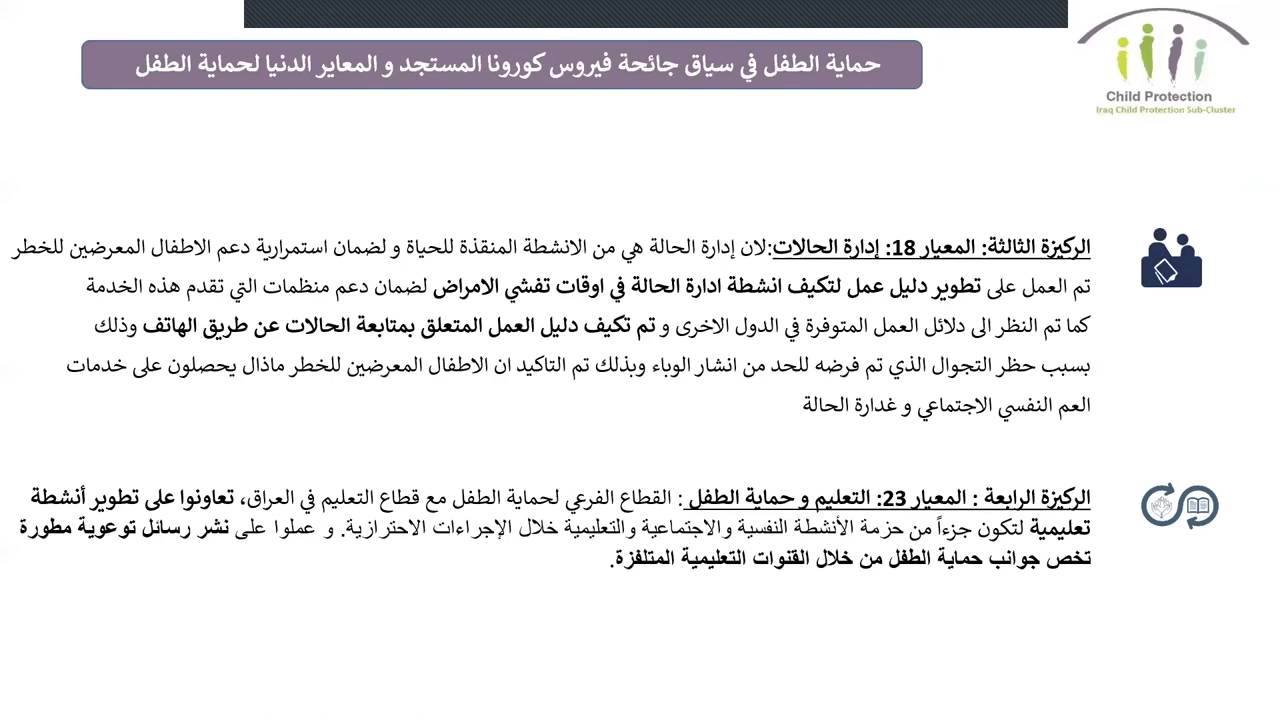 حماية الطفل في سياق جائحة فيروس كورونا المستجد و المعاير الدنيا لحماية الطفل
Child Protection
Iraq Child Protection Sub-Cluster
الركيزة الثالثة: المعيار 18: إدارة الحالات:لان إدارة الحالة هي من الانشطة المنقذة للحياة و لضمان استمرارية دعم الاطفال المعرضين للخطر
تم العمل على تطوير دليل عمل لتكيف انشطة ادارة الحالة في اوقات تفشي الامراض لضمان دعم منظمات التي تقدم هذه الخدمة
كما تم النظر الى دلائل العمل المتوفرة في الدول الاخرى و تم تكيف دليل العمل المتعلق بمتابعة الحالات عن طريق الهاتف وذلك
بسبب حظر التجوال الذي تم فرضه للحد من انشار الوباء وبذلك تم التاكيد ان الاطفال المعرضين للخطر ماذال يحصلون على خدمات
العم النفسي الاجتماعي و غدارة الحالة
الركيزة الرابعة : المعيار 23: التعليم و حماية الطفل : القطاع الفرعي لحماية الطفل مع قطاع التعليم في العراق، تعاونوا على تطوير أنشطة
تعليمية لتكون جزءاً من حزمة الأنشطة النفسية والاجتماعية والتعليمية خلال الإجراءات الاحترازية. و عملوا على نشر رسائل توعوية مطورة
تخص جوانب حماية الطفل من خلال القنوات التعليمية المتلفزة.